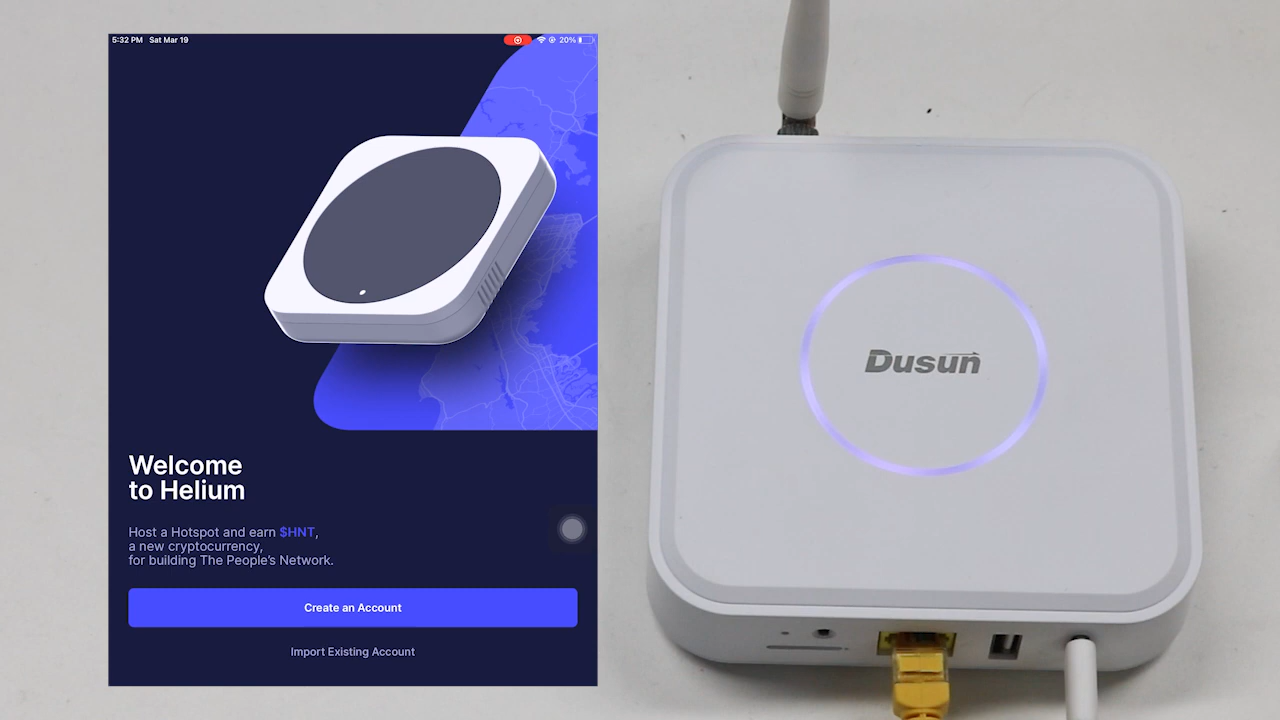 5:32 PM Sat Mar 19
20%
Welcome
to Helium
Host a Hotspot and earn $HNT,
a new cryptocurrency,
for building The People's Network.
Create an Account
Import Existing Account
Dusun